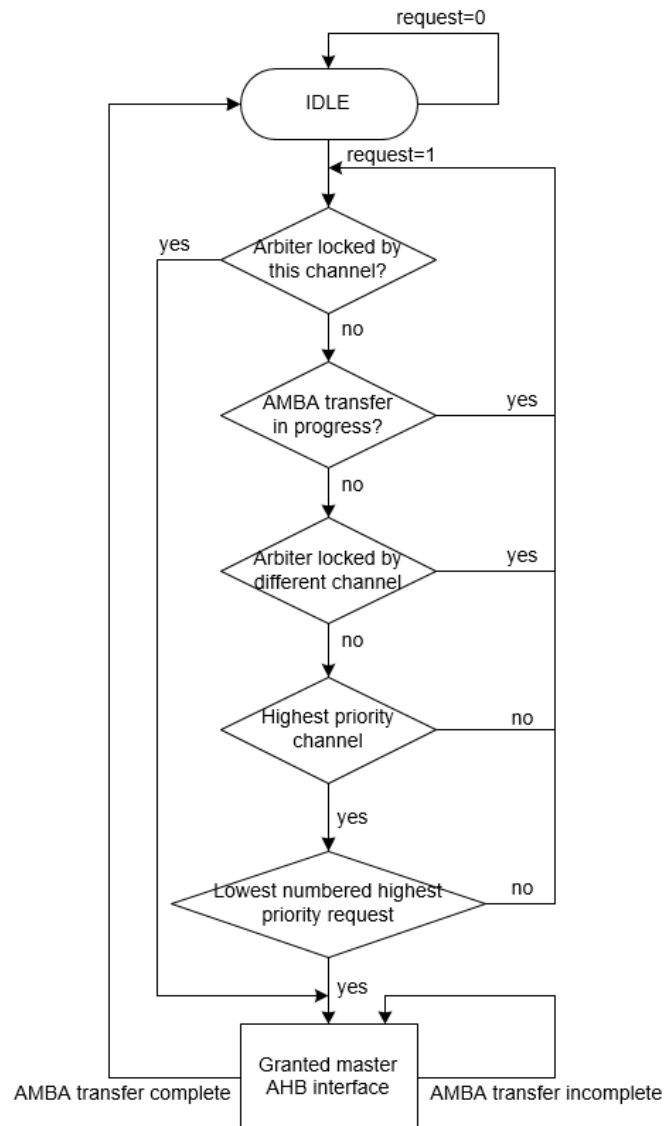 request=0
IDLE
request=1
yes
Arbiter locked by
this channel?
no
AMBA transfer
in progress?
yes
no
Arbiter locked by
different channel
yes
no
Highest priority
channel
no
yes
Lowest numbered highest
priority request
no
yes
Granted master
AHB interface
AMBA transfer complete
AMBA transfer incomplete